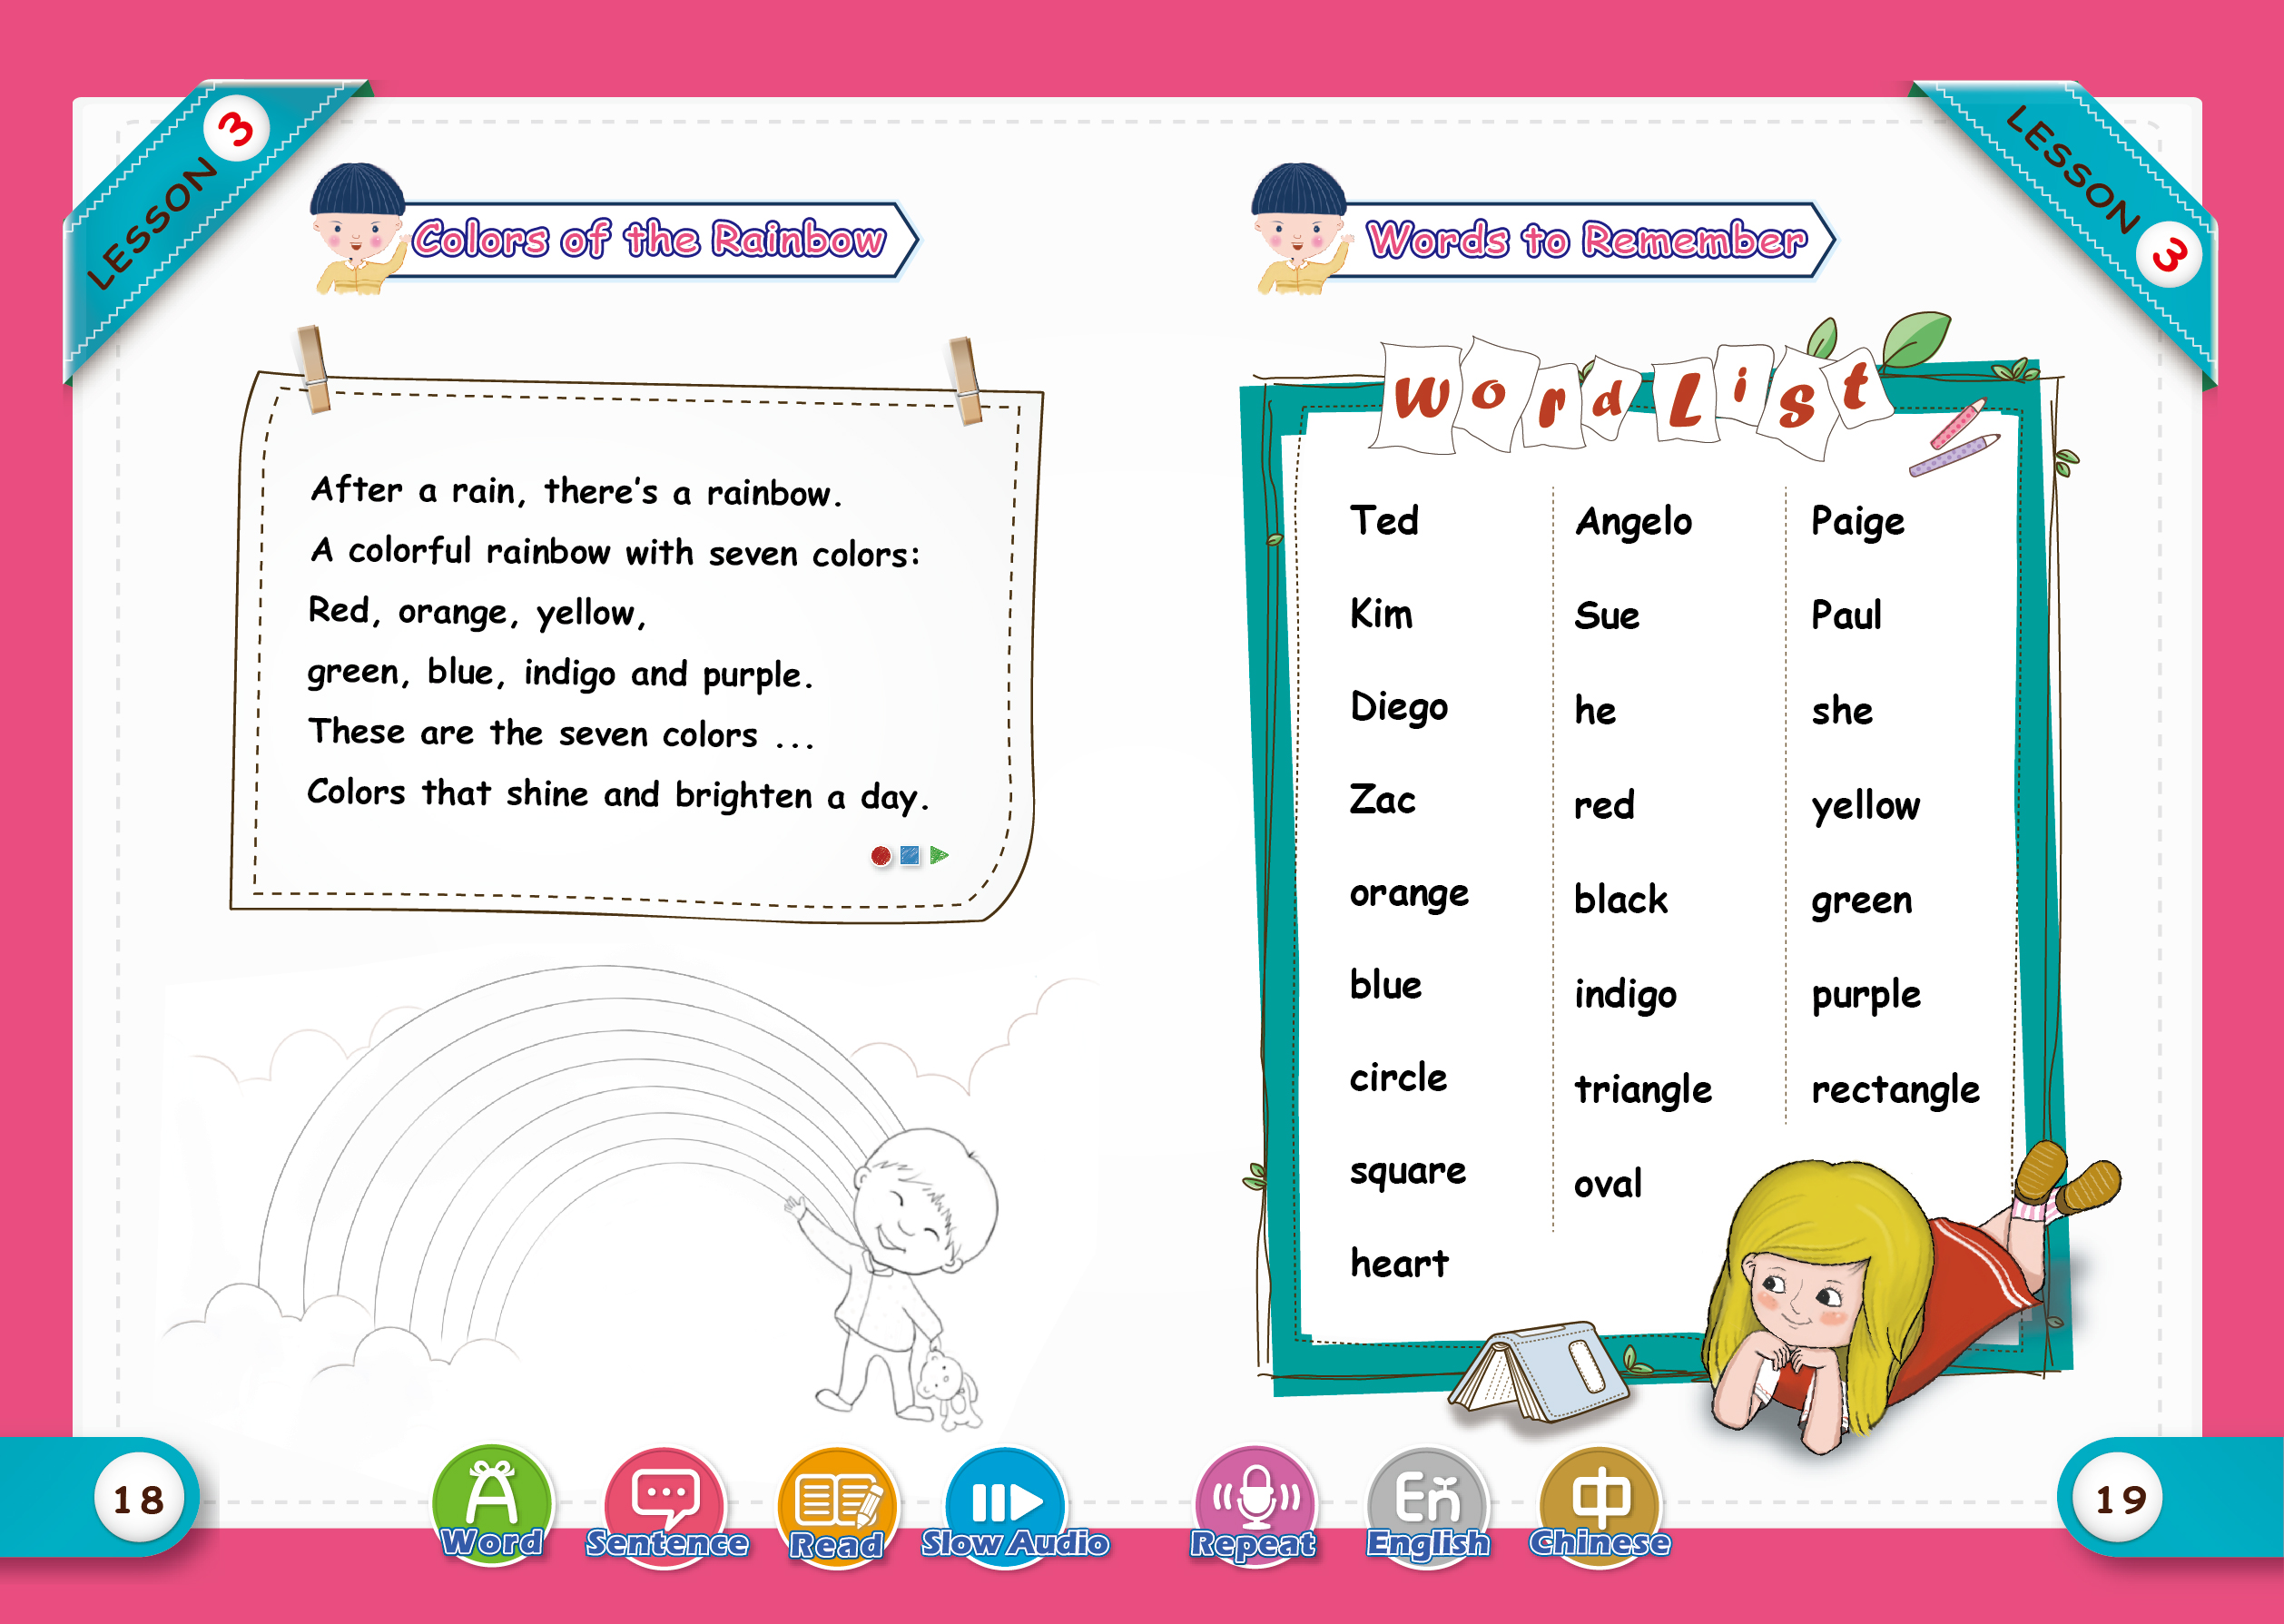 LESSON 3
Colors of the Rainbow
After a rain, there's a rainbow.
A colorful rainbow with seven colors:
Red, orange, yellow,
green, blue, indigo and purple.
These are the seven colors ...
Colors that shine and brighten a day.
18
LESSON 3
Words to Remember
Word List
Ted Angelo Paige
Kim Sue Paul
Diego he she
Zac red yellow
orange black green
blue indigo purple
circle triangle rectangle
square oval
heart
A
Word
Sentence
Read
Slow Audio
Repeat
En
English
中
Chinese
19